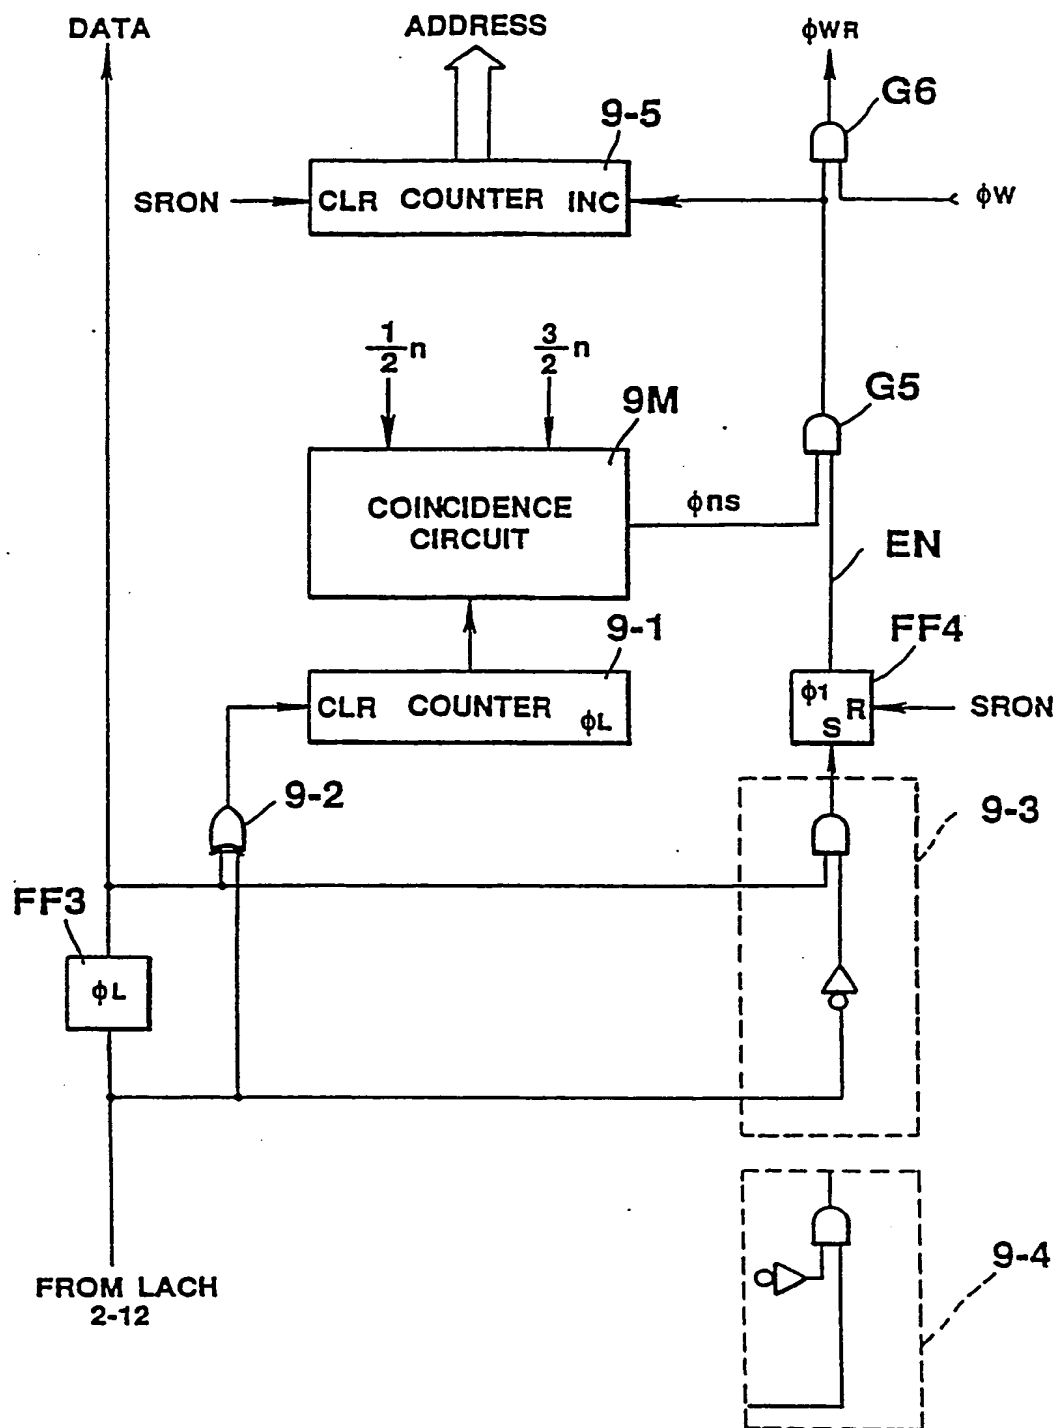 DATA
ADDRESS
φWR
G6
9-5
SRON
CLR COUNTER INC
φW
1/2 n
3/2 n
9M
G5
COINCIDENCE
CIRCUIT
φns
EN
9-1
FF4
CLR COUNTER φL
φ1
S
R
SRON
9-2
9-3
FF3
φL
9-4
FROM LACH
2-12